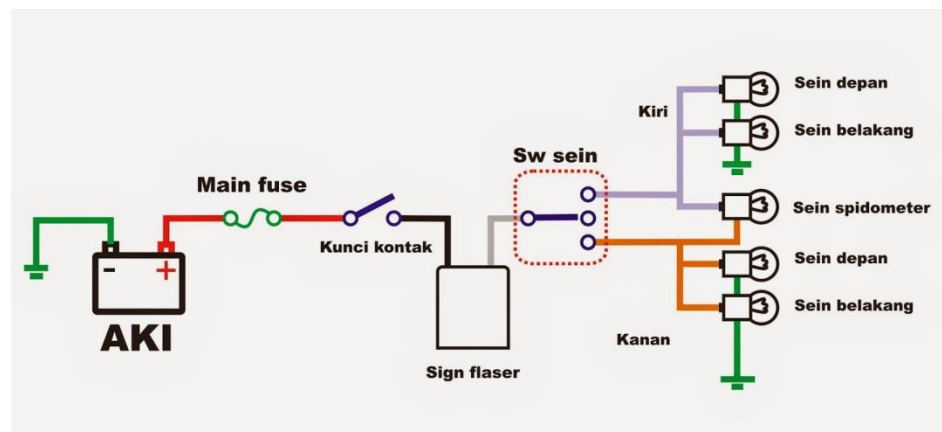 Sein depan
Kiri
Sein belakang
Sw sein
Main fuse
Sein spidometer
Kunci kontak
- +
Sein depan
Sein belakang
AKI
Kanan
Sign flaser